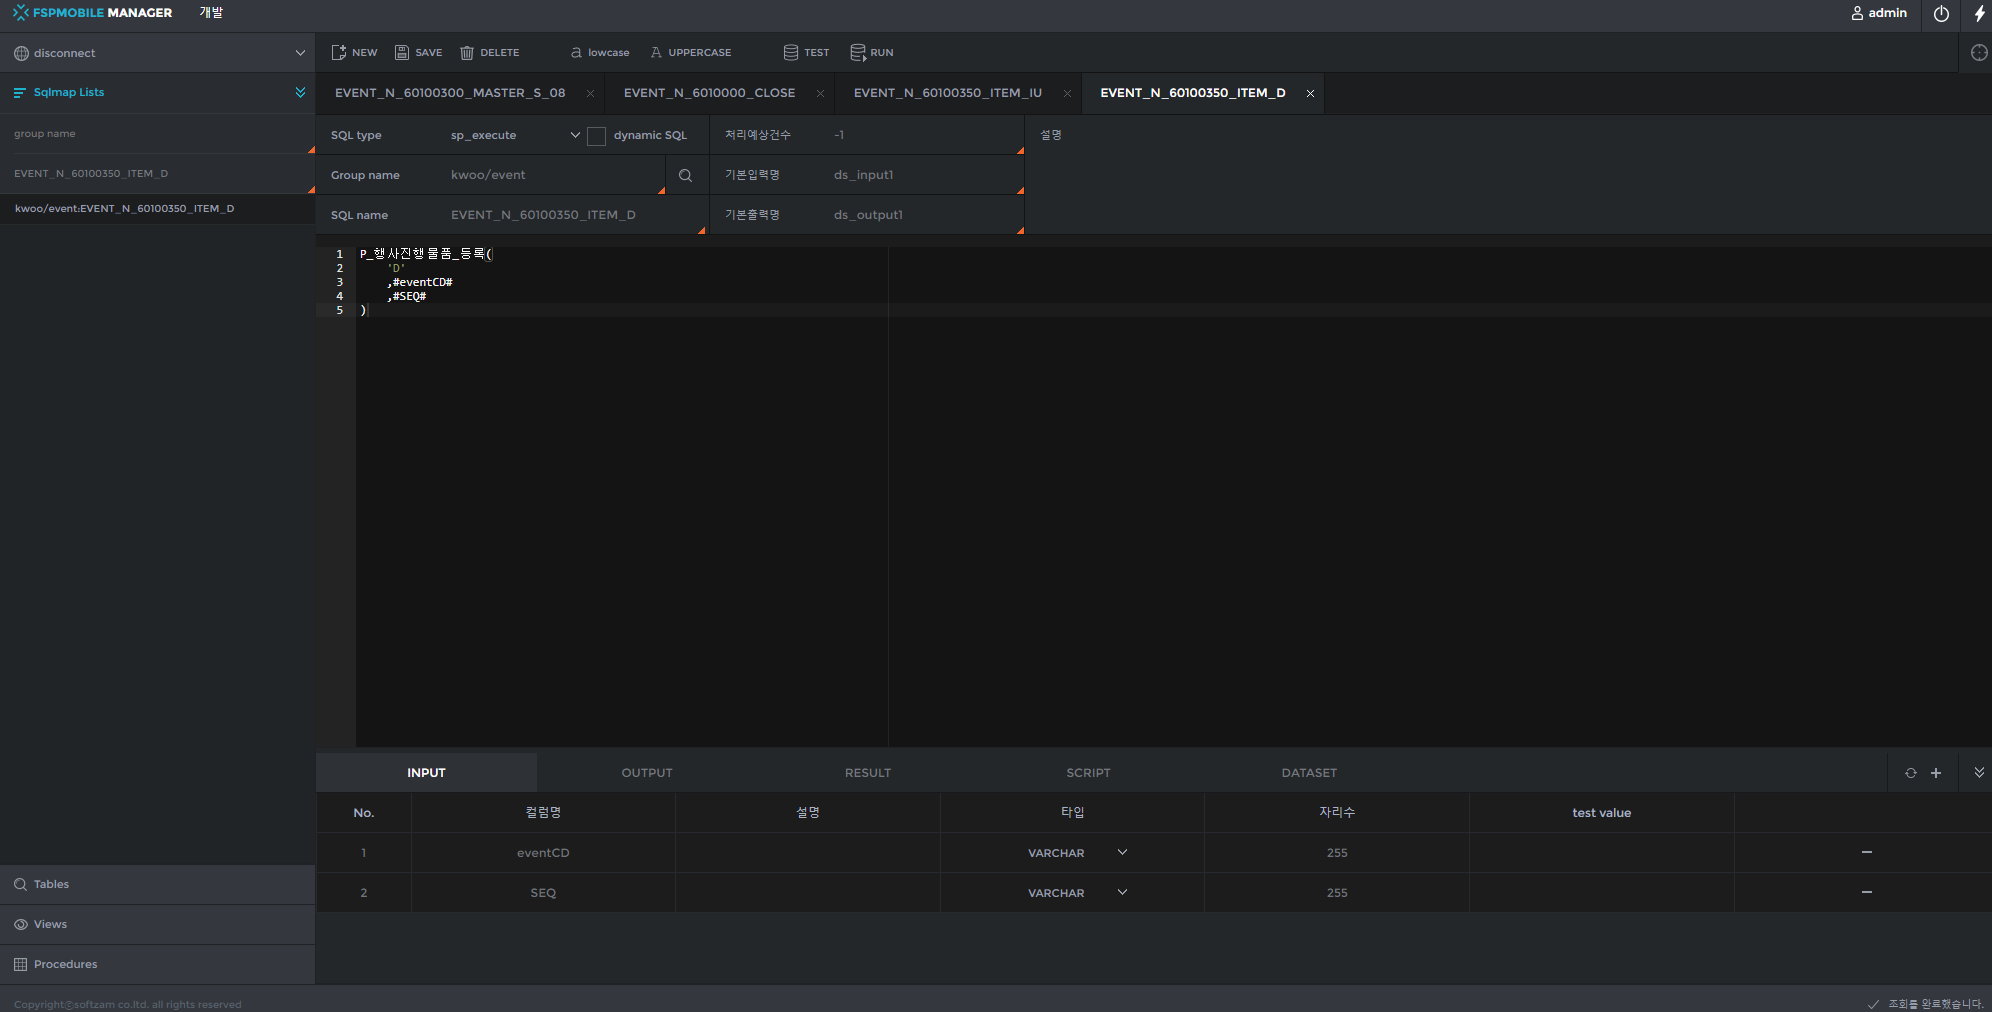 FSPMOBILE MANAGER 개발 admin
disconnect NEW SAVE DELETE a lowcase A UPPERCASE TEST RUN
Sqlmap Lists EVENT_N_60100300_MASTER_S_08 EVENT_N_6010000_CLOSE EVENT_N_60100350_ITEM_IU EVENT_N_60100350_ITEM_D
group name
SQL type sp_execute dynamic SQL 처리예상건수 -1 설명
EVENT_N_60100350_ITEM_D
Group name kwoo/event 기본입력명 ds_input1
kwoo/event:EVENT_N_60100350_ITEM_D
SQL name EVENT_N_60100350_ITEM_D 기본출력명 ds_output1
1 P_행사진행물품_등록(
2 'D'
3 ,#eventCD#
4 ,#SEQ#
5 )
INPUT OUTPUT RESULT SCRIPT DATASET
No. 컬럼명 설명 타입 자리수 test value
1 eventCD VARCHAR 255
2 SEQ VARCHAR 255
Tables
Views
Procedures
Copyrightⓒsoftzam co.ltd. all rights reserved 조회를 완료했습니다.